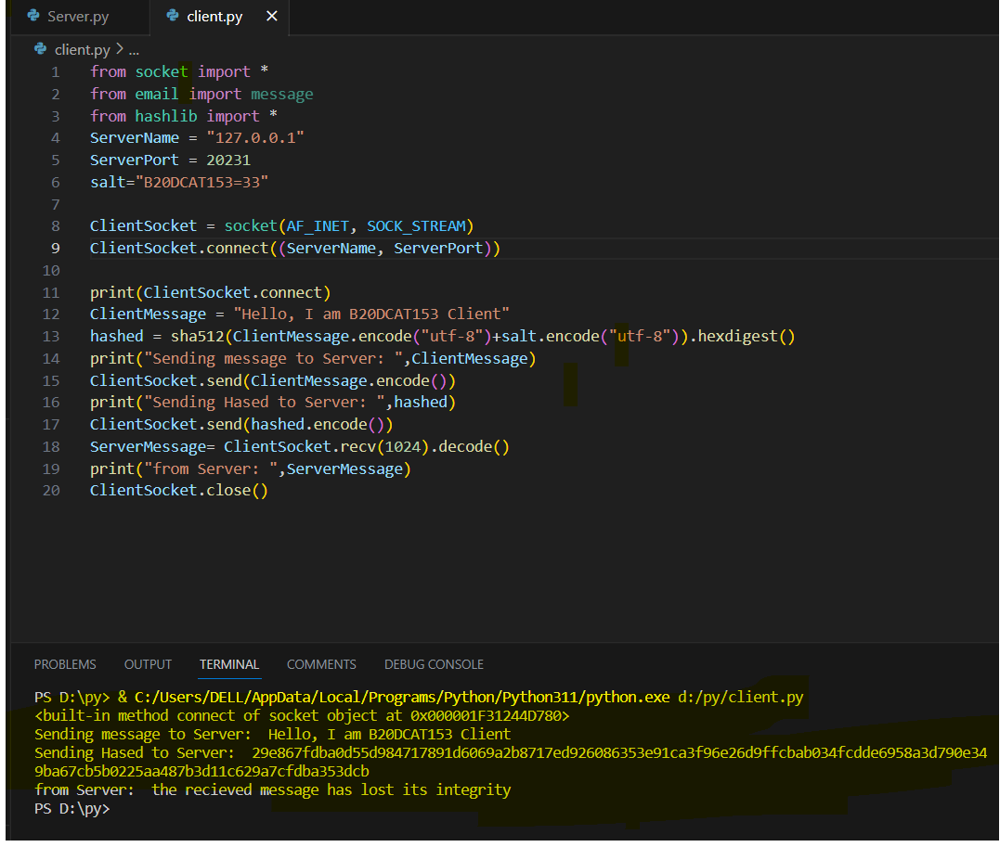 Server.py client.py ×
client.py > ...
1 from socket import *
2 from email import message
3 from hashlib import *
4 ServerName = "127.0.0.1"
5 ServerPort = 20231
6 salt="B20DCAT153=33"
7
8 ClientSocket = socket(AF_INET, SOCK_STREAM)
9 ClientSocket.connect((ServerName, ServerPort))
10
11 print(ClientSocket.connect)
12 ClientMessage = "Hello, I am B20DCAT153 Client"
13 hashed = sha512(ClientMessage.encode("utf-8")+salt.encode("utf-8")).hexdigest()
14 print("Sending message to Server: ",ClientMessage)
15 ClientSocket.send(ClientMessage.encode())
16 print("Sending Hased to Server: ",hashed)
17 ClientSocket.send(hashed.encode())
18 ServerMessage= ClientSocket.recv(1024).decode()
19 print("from Server: ",ServerMessage)
20 ClientSocket.close()
PROBLEMS OUTPUT TERMINAL COMMENTS DEBUG CONSOLE
PS D:\py> & C:/Users/DELL/AppData/Local/Programs/Python/Python311/python.exe d:/py/client.py
<built-in method connect of socket object at 0x000001F31244D780>
Sending message to Server:  Hello, I am B20DCAT153 Client
Sending Hased to Server:  29e867fdba0d55d984717891d6069a2b8717ed926086353e91ca3f96e26d9ffcbab034fcdde6958a3d790e34
9ba67cb5b0225aa487b3d11c629a7cfdba353dcb
from Server:  the recieved message has lost its integrity
PS D:\py>